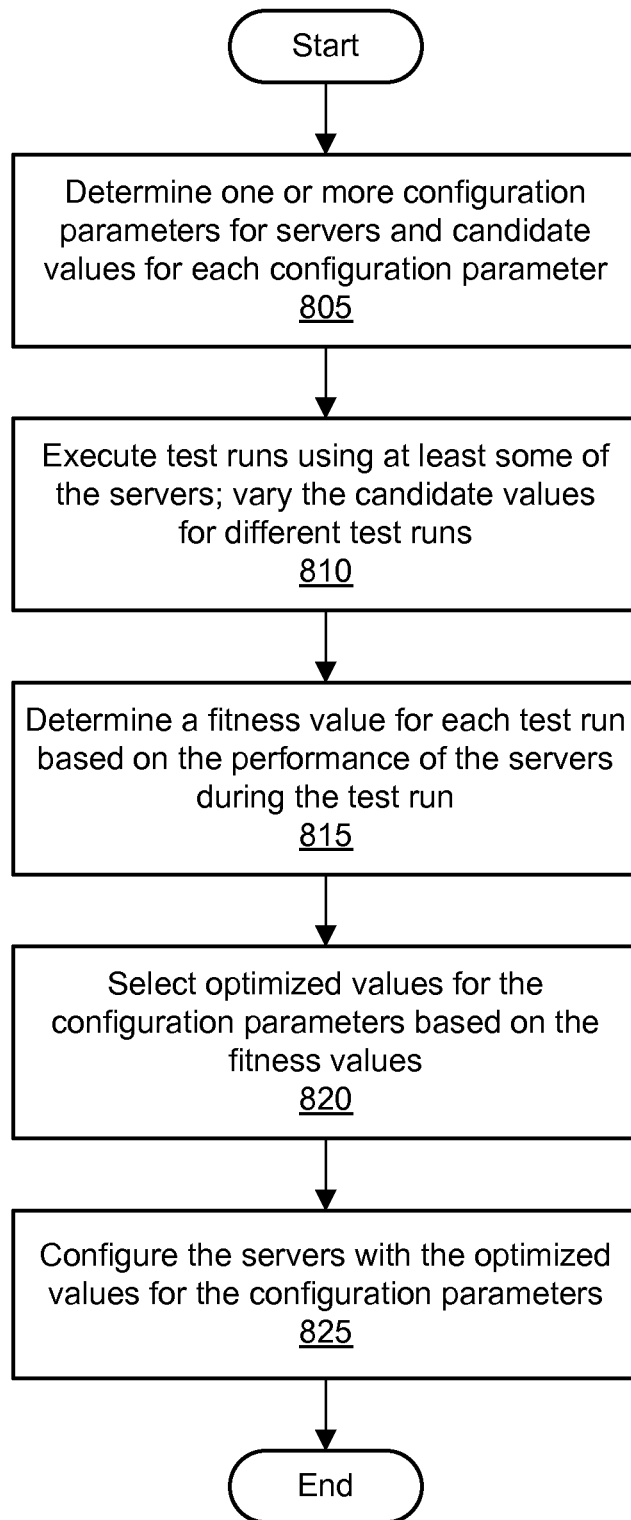 Start
Determine one or more configuration
parameters for servers and candidate
values for each configuration parameter
805
Execute test runs using at least some of
the servers; vary the candidate values
for different test runs
810
Determine a fitness value for each test run
based on the performance of the servers
during the test run
815
Select optimized values for the
configuration parameters based on the
fitness values
820
Configure the servers with the optimized
values for the configuration parameters
825
End